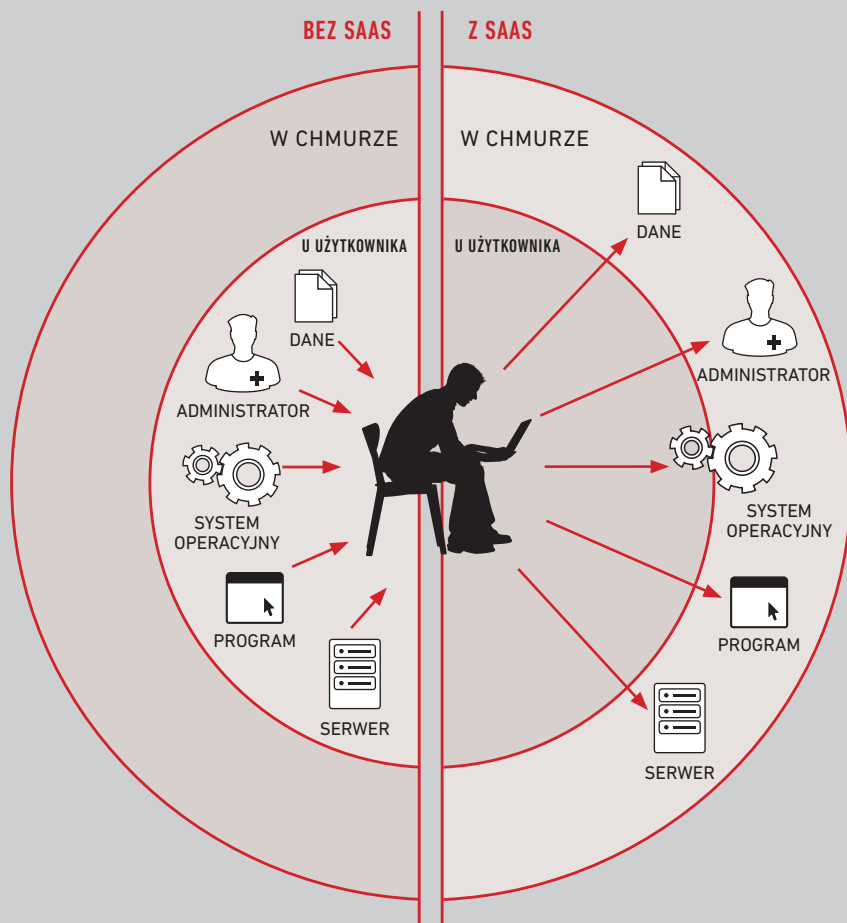 BEZ SAAS
W CHMURZE
U UŻYTKOWNIKA
DANE
ADMINISTRATOR
SYSTEM
OPERACYJNY
PROGRAM
SERWER
Z SAAS
W CHMURZE
U UŻYTKOWNIKA
DANE
ADMINISTRATOR
SYSTEM
OPERACYJNY
PROGRAM
SERWER